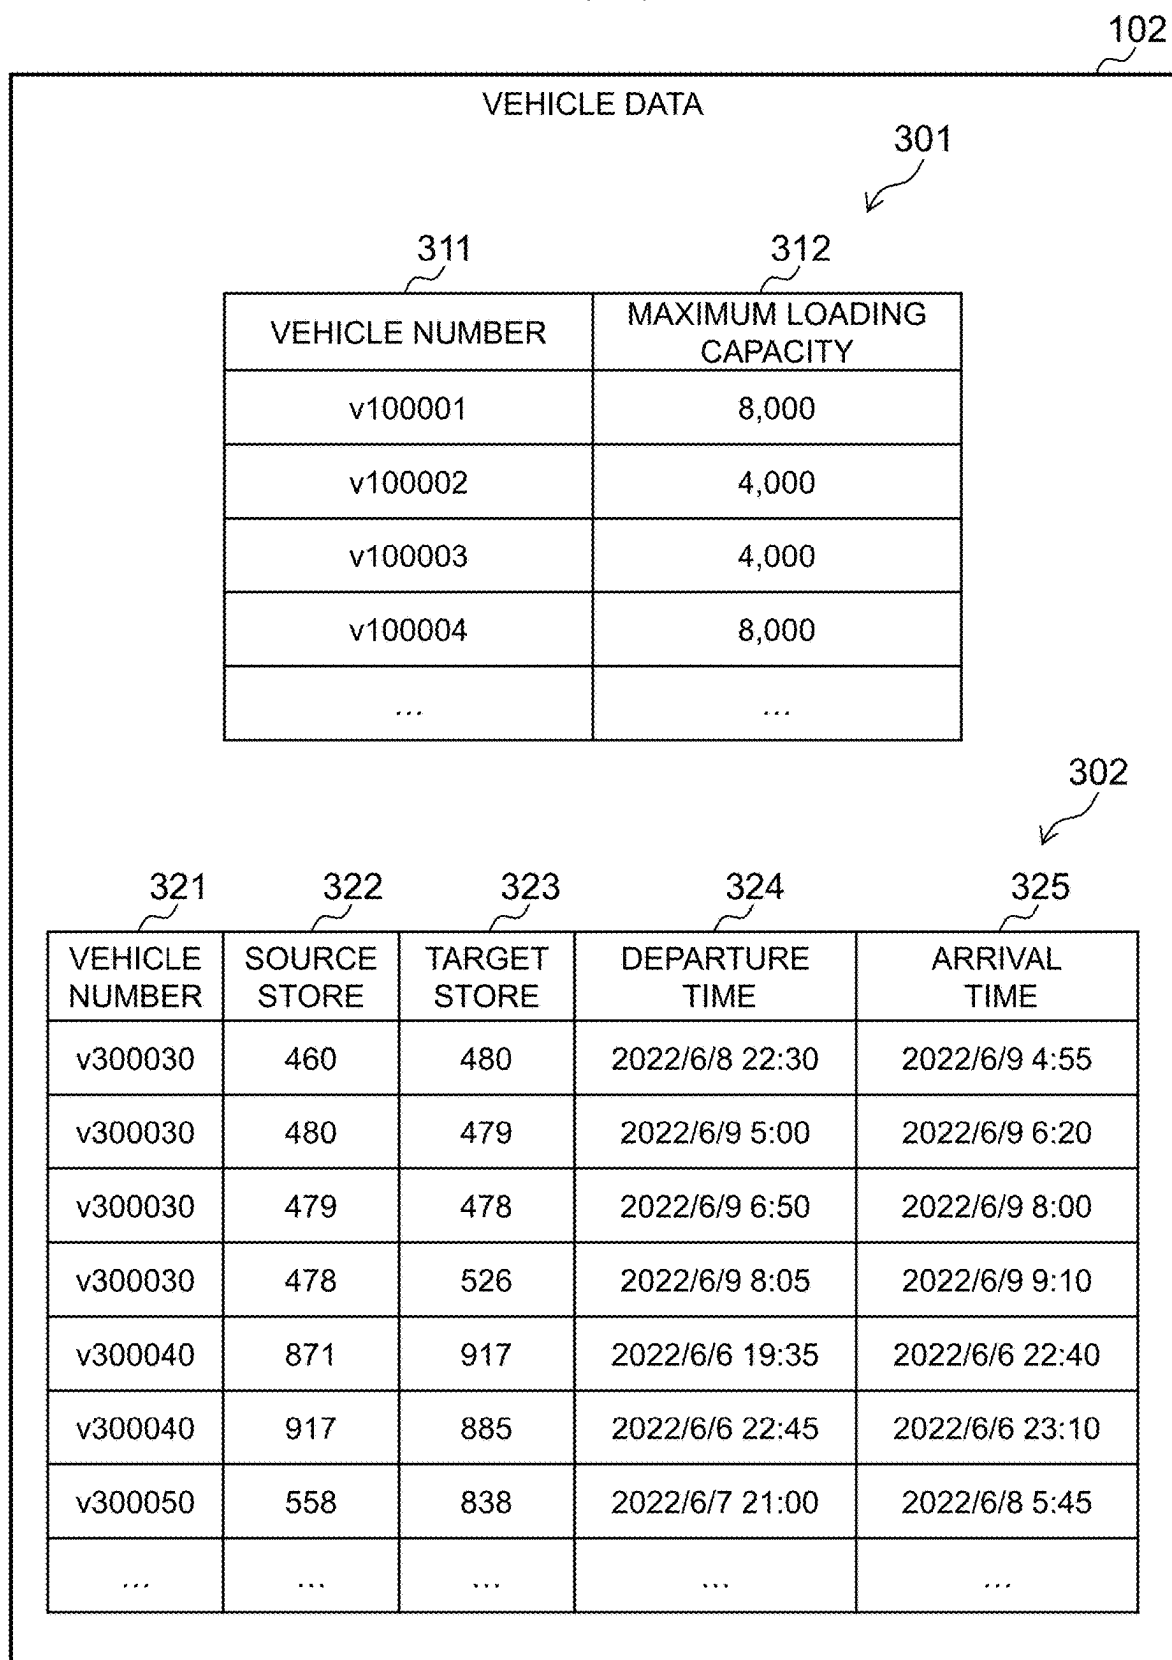 102
VEHICLE DATA
301
311 312
VEHICLE NUMBER MAXIMUM LOADING CAPACITY
v100001 8,000
v100002 4,000
v100003 4,000
v100004 8,000
... ...
302
321 322 323 324 325
VEHICLE NUMBER SOURCE STORE TARGET STORE DEPARTURE TIME ARRIVAL TIME
v300030 460 480 2022/6/8 22:30 2022/6/9 4:55
v300030 480 479 2022/6/9 5:00 2022/6/9 6:20
v300030 479 478 2022/6/9 6:50 2022/6/9 8:00
v300030 478 526 2022/6/9 8:05 2022/6/9 9:10
v300040 871 917 2022/6/6 19:35 2022/6/6 22:40
v300040 917 885 2022/6/6 22:45 2022/6/6 23:10
v300050 558 838 2022/6/7 21:00 2022/6/8 5:45
... ... ... ... ...